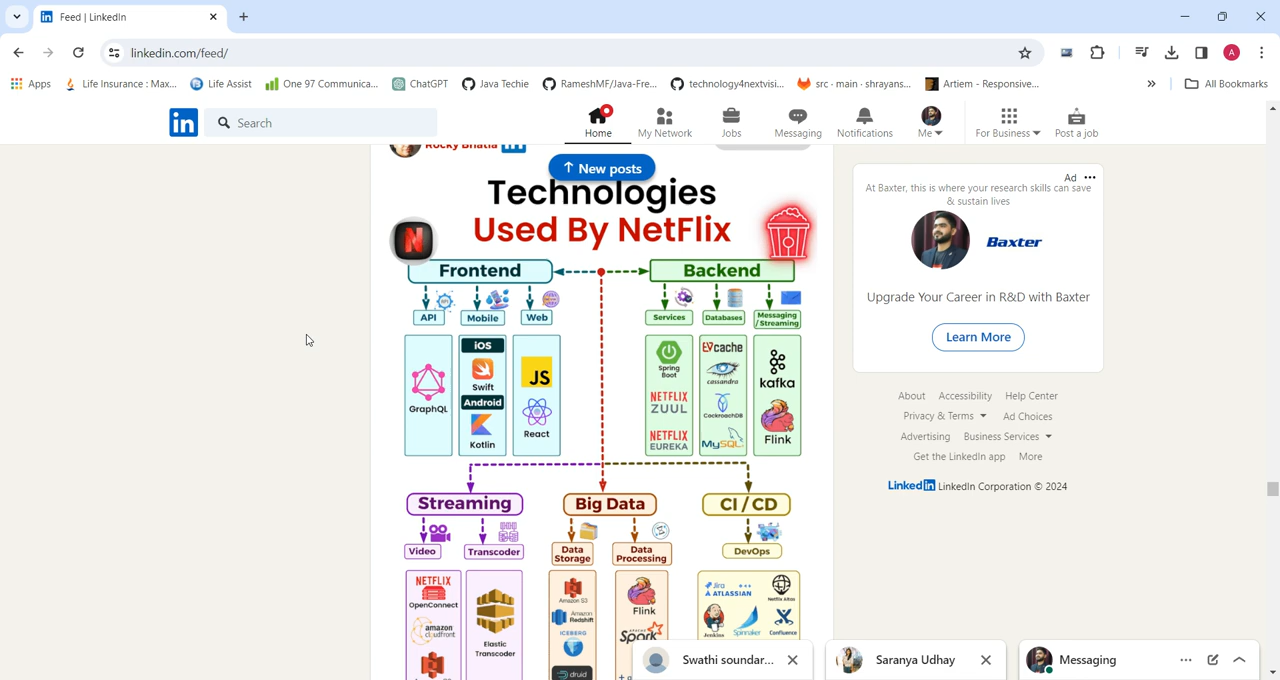 Feed | LinkedIn
linkedin.com/feed/
A
Apps
Life Insurance : Max...
Life Assist
One 97 Communica...
ChatGPT
Java Techie
RameshMF/Java-Fre...
technology4nextvisi...
src · main · shrayans...
Artiem - Responsive...
»
All Bookmarks
in
Search
Home
My Network
Jobs
Messaging
Notifications
Me
For Business
Post a job
Rocky Bhatia
New posts
Technologies
Used By NetFlix
N
Frontend
Backend
API
Mobile
Web
Services
Databases
Messaging
/Streaming
GraphQL
iOS
Swift
Android
Kotlin
JS
React
Spring
Boot
NETFLIX
ZUUL
NETFLIX
EUREKA
EVcache
cassandra
CockroachDB
MySQL
kafka
Flink
Streaming
Big Data
CI / CD
Video
Transcoder
Data
Storage
Data
Processing
DevOps
NETFLIX
OpenConnect
amazon
cloudfront
Elastic
Transcoder
Amazon S3
Amazon
Redshift
ICEBERG
druid
Flink
Spark
Jira
ATLASSIAN
Netflix Atlas
Jenkins
Spinnaker
Confluence
Ad
At Baxter, this is where your research skills can save
& sustain lives
Baxter
Upgrade Your Career in R&D with Baxter
Learn More
About
Accessibility
Help Center
Privacy & Terms
Ad Choices
Advertising
Business Services
Get the LinkedIn app
More
LinkedIn LinkedIn Corporation © 2024
Swathi soundar...
Saranya Udhay
Messaging